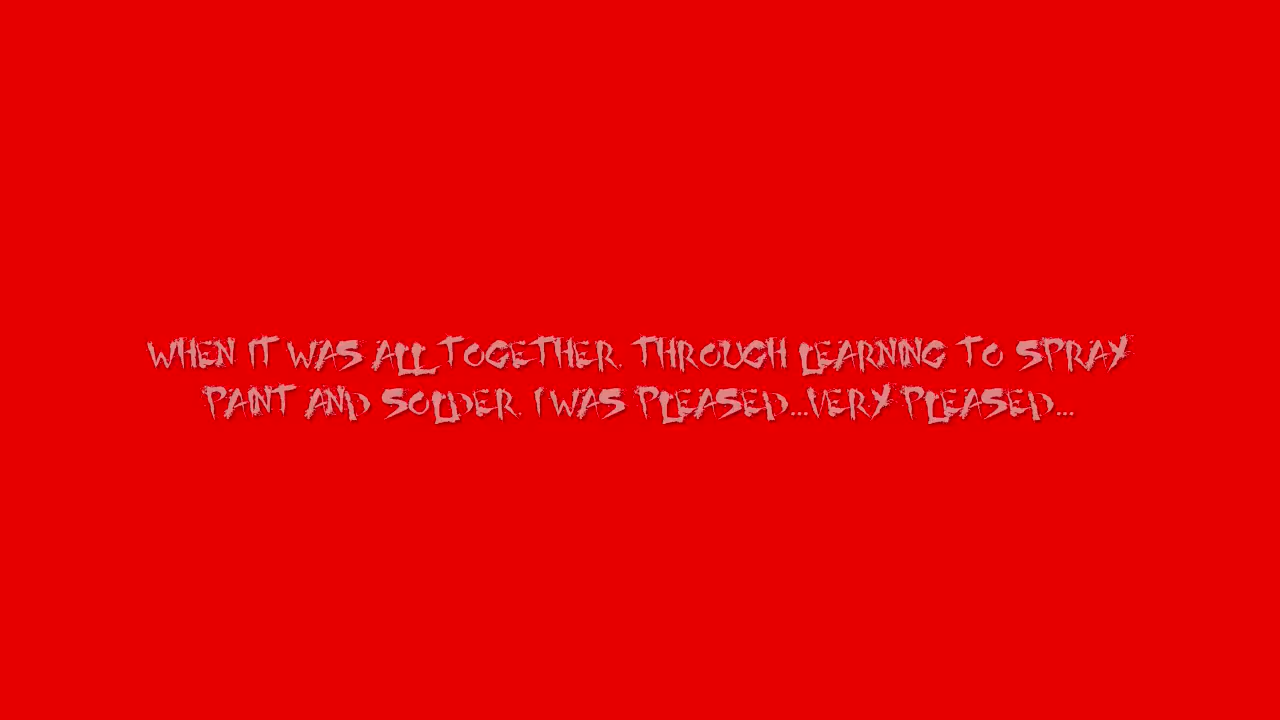 WHEN IT WAS ALL TOGETHER. THROUGH LEARNING TO SPRAY
PAINT AND SOLDER. I WAS PLEASED...VERY PLEASED...